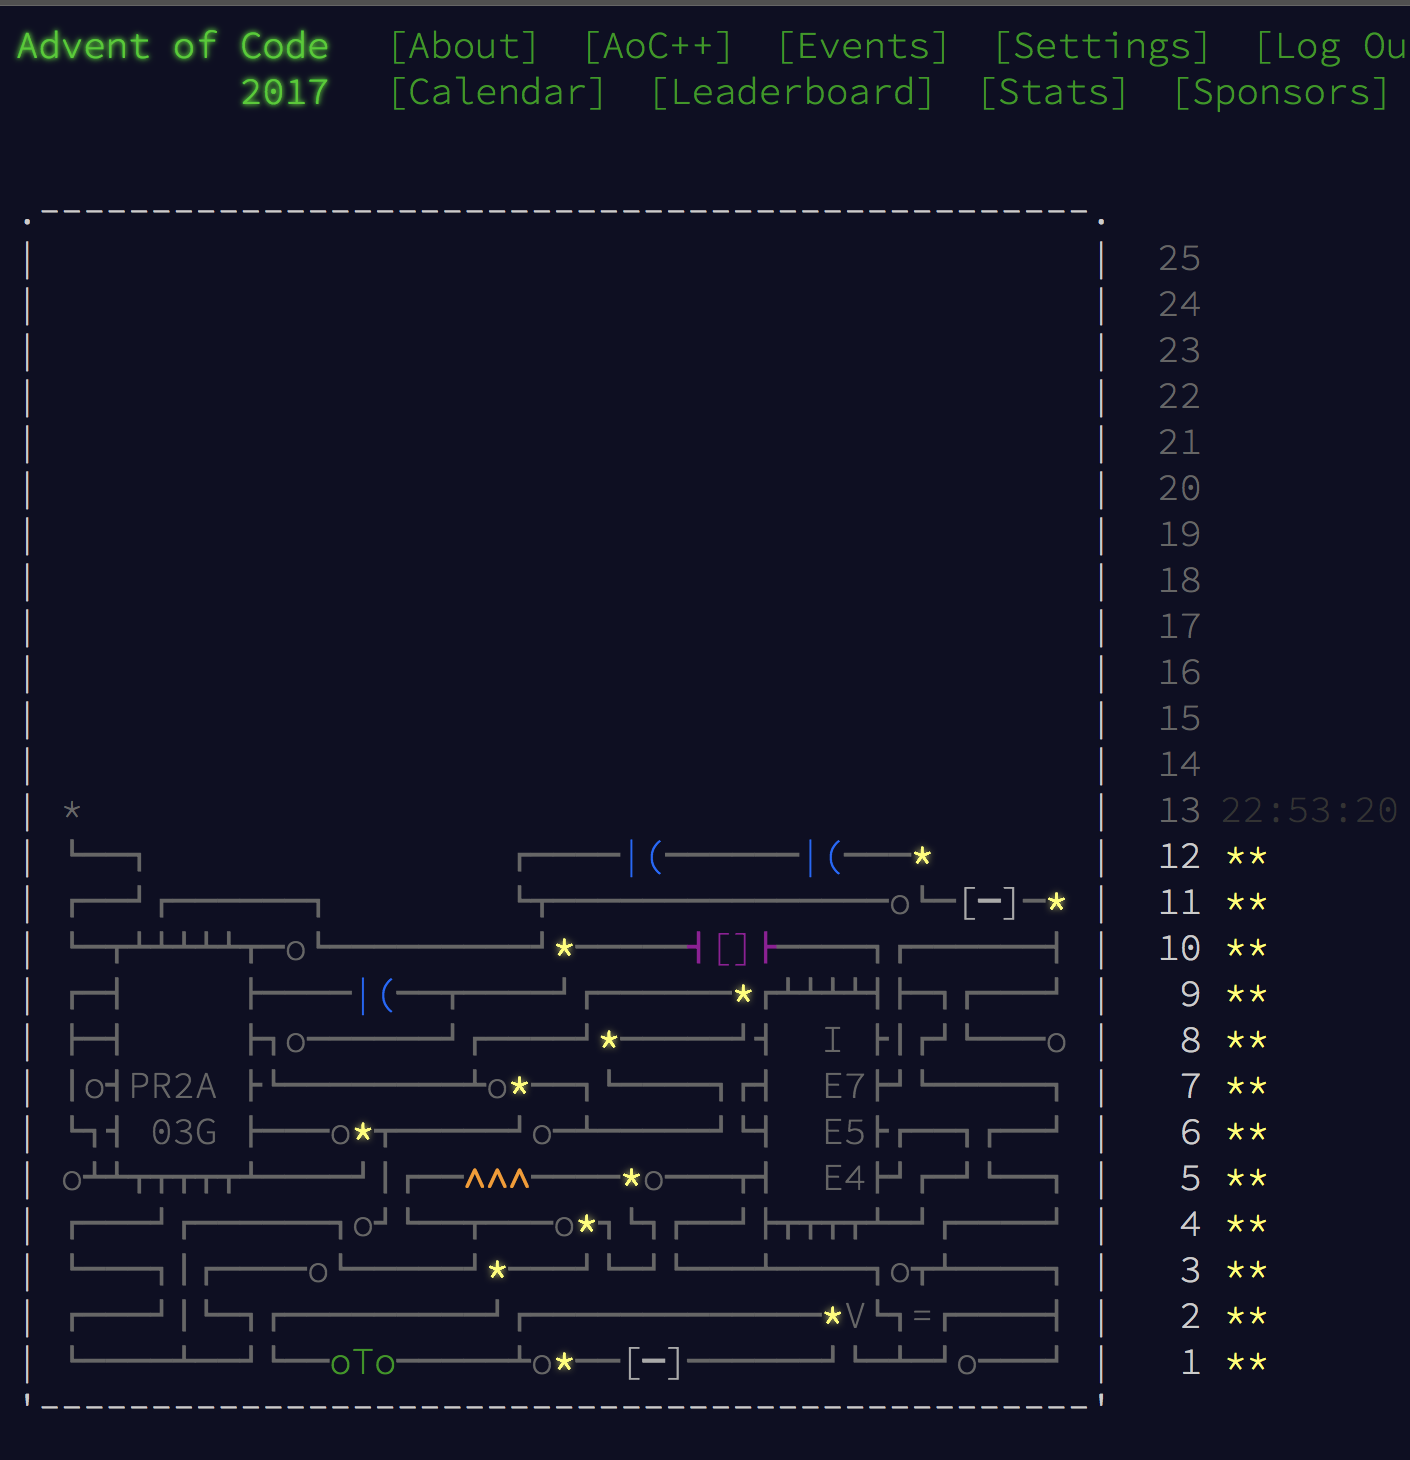 Advent of Code [About] [AoC++] [Events] [Settings] [Log Ou
2017 [Calendar] [Leaderboard] [Stats] [Sponsors]
25
24
23
22
21
20
19
18
17
16
15
14
* 13 22:53:20
|( |( * 12 **
o [-] * 11 **
o * [] 10 **
|( * 9 **
o * I o 8 **
o PR2A o * E7 7 **
03G o * o E5 6 **
o ^^^ * o E4 5 **
o o * 4 **
o * o 3 **
* V = 2 **
oTo o * [-] o 1 **